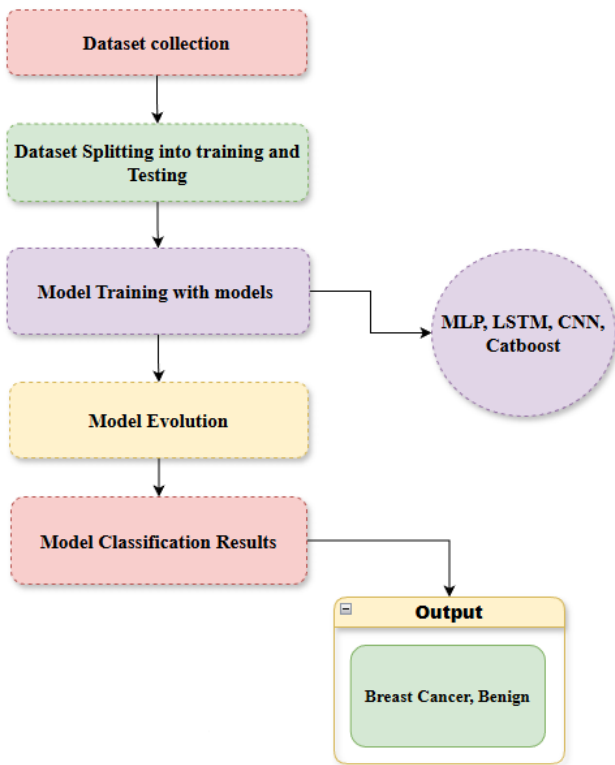 Dataset collection
Dataset Splitting into training and
Testing
Model Training with models
MLP, LSTM, CNN,
Catboost
Model Evolution
Model Classification Results
Output
Breast Cancer, Benign